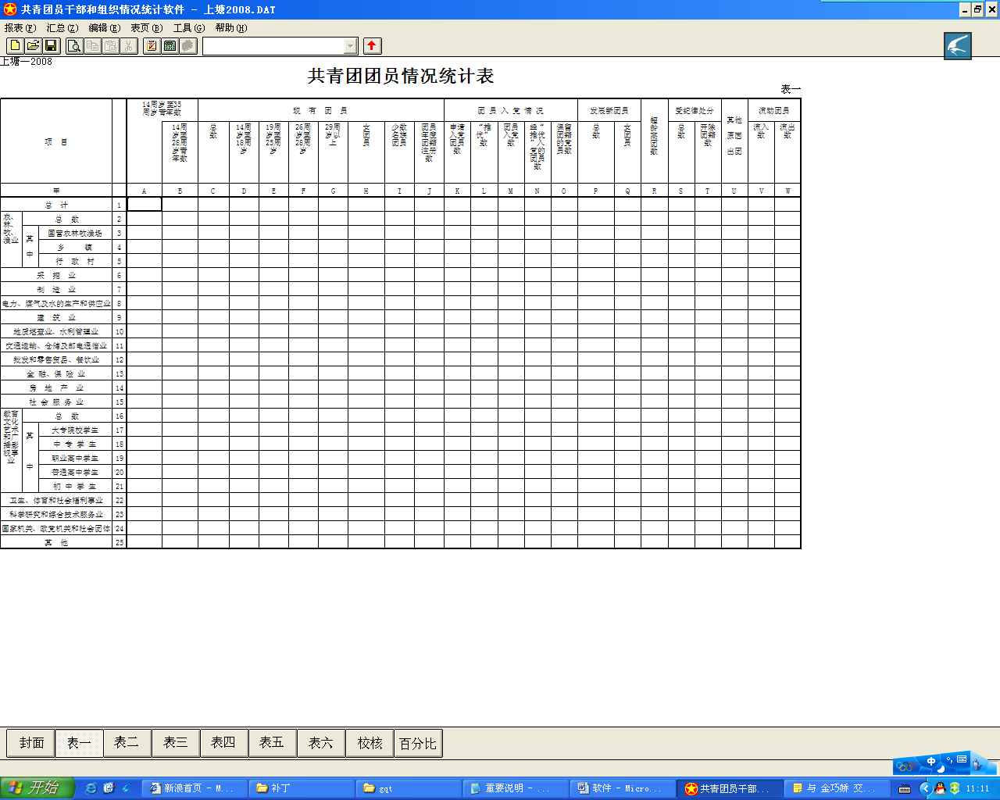 共青团员干部和组织情况统计软件 - 上塘2008.DAT
报表(F) 汇总(Z) 编辑(E) 表页(B) 工具(G) 帮助(H)
上塘—2008
共青团团员情况统计表
表一
项 目
14周岁至35周岁青年数
14周岁至28周岁青年数
现 有 团 员
总数
14周岁至18周岁
19周岁至25周岁
26周岁至28周岁
29周岁以上
女团员
少数名族团员
团员年度团籍注册数
团 员 入 党 情 况
申请入党团员数
“推优”数
团员入党数
经“推优”入党的团员数
保留团籍的党员数
发展新团员
总数
女团员
超龄离团数
受纪律处分
总数
开除团籍数
其他原因出团
流动团员
流入数
流出数
甲 A B C D E F G H I J K L M N O P Q R S T U V W
总 计 1
农、林、牧、渔业
总 数 2
其中
国营农林牧渔场 3
乡 镇 4
行 政 村 5
采 掘 业 6
制 造 业 7
电力、煤气及水的生产和供应业 8
建 筑 业 9
地质堪查业、水利管理业 10
交通运输、仓储及邮电通信业 11
批发和零售贸易、餐饮业 12
金 融、保 险 业 13
房 地 产 业 14
社 会 服 务 业 15
教育文化艺术和广播影视事业
总 数 16
其中
大专院校学生 17
中 专 学 生 18
职业高中学生 19
普通高中学生 20
初 中 学 生 21
卫生、体育和社会福利事业 22
科学研究和综合技术服务业 23
国家机关、政党机关和社会团体 24
其 他 25
封面 表一 表二 表三 表四 表五 表六 校核 百分比
中
开始 新浪首页 - M... 补丁 gqt 重要说明 - ... 软件 - Micro... 共青团员干部... 与 金巧娇 交... 11:11